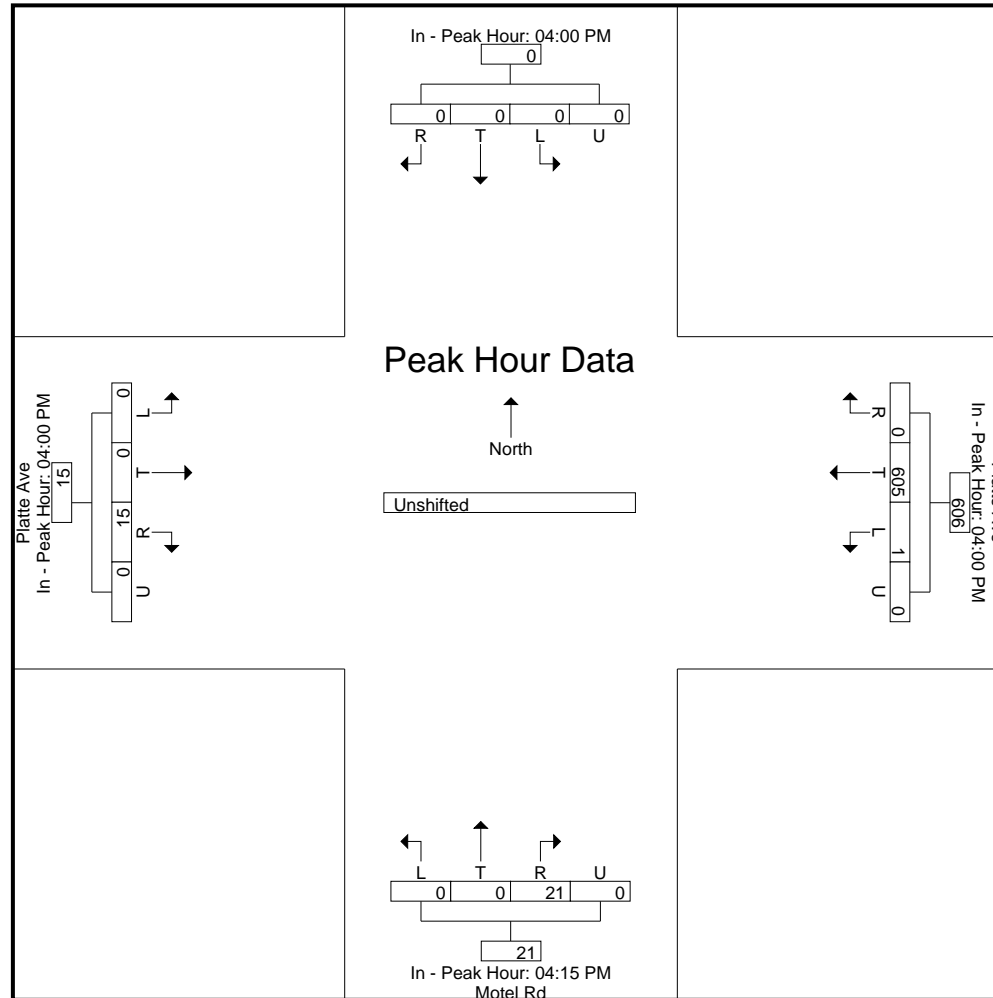 In - Peak Hour: 04:00 PM
0
0 0 0 0
R T L U
Peak Hour Data
North
Unshifted
Platte Ave
In - Peak Hour: 04:00 PM
15
0 0 15 0
L T R U
R T L U
0 605 1 0
606
In - Peak Hour: 04:00 PM
L T R U
0 0 21 0
21
In - Peak Hour: 04:15 PM
Motel Rd